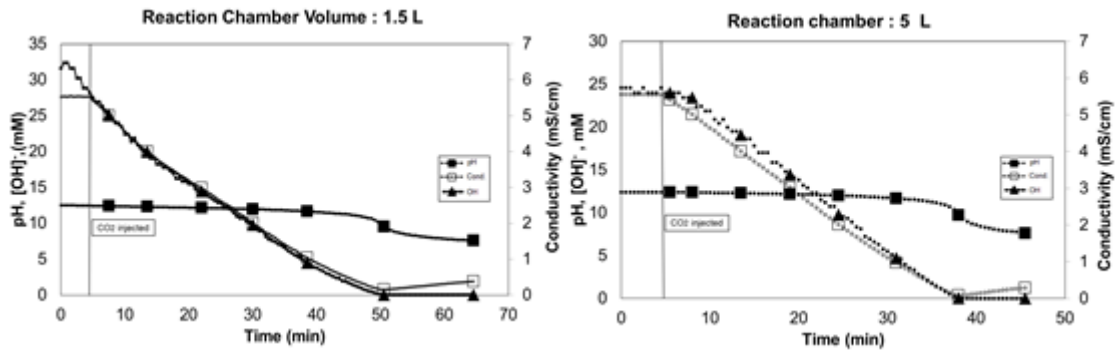 Reaction Chamber Volume : 1.5 L
35
30
25
20
15
10
5
0
pH, [OH]⁻,(mM)
7
6
5
4
3
2
1
0
Conductivity (mS/cm)
pH
Cond
OH
CO2 injected
0 10 20 30 40 50 60 70
Time (min)
Reaction chamber : 5 L
30
25
20
15
10
5
0
pH, [OH]⁻ , mM
7
6
5
4
3
2
1
0
Conductivity (mS/cm)
pH
Cond
OH
CO2 injected
0 10 20 30 40 50
Time (min)